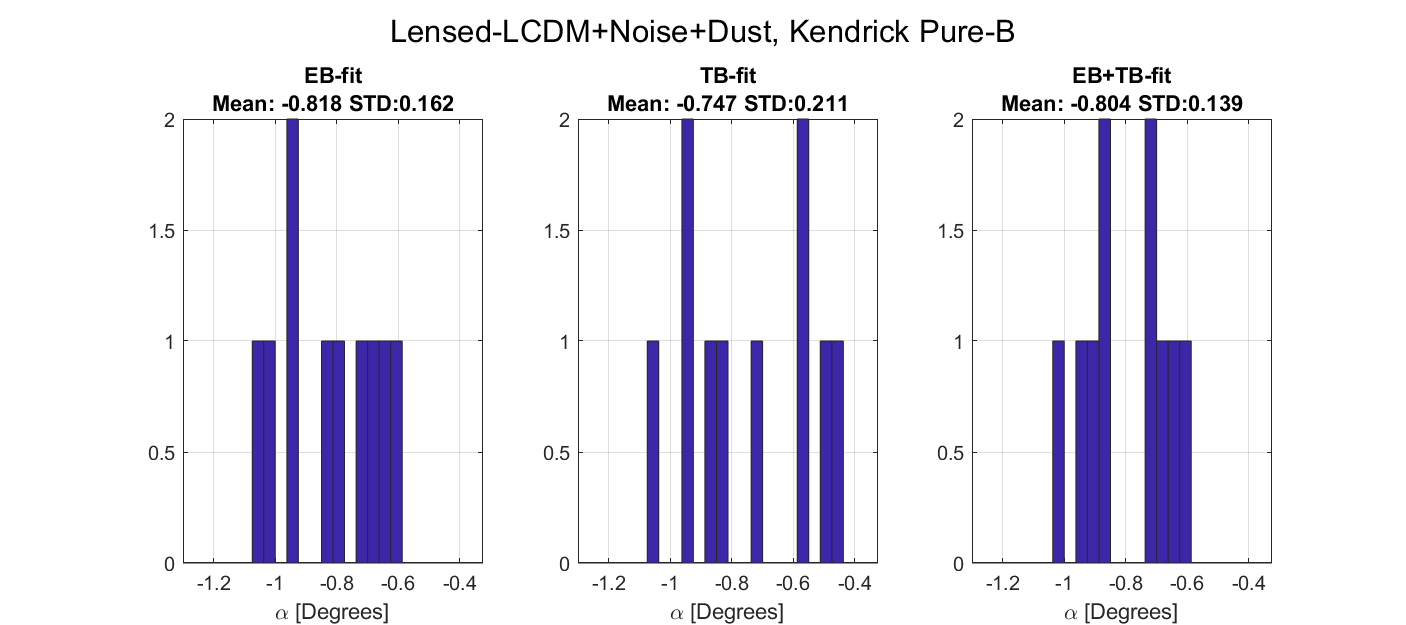 Lensed-LCDM+Noise+Dust, Kendrick Pure-B
EB-fit
Mean: -0.818 STD:0.162
2
1.5
1
0.5
0
-1.2 -1 -0.8 -0.6 -0.4
α [Degrees]
TB-fit
Mean: -0.747 STD:0.211
2
1.5
1
0.5
0
-1.2 -1 -0.8 -0.6 -0.4
α [Degrees]
EB+TB-fit
Mean: -0.804 STD:0.139
2
1.5
1
0.5
0
-1.2 -1 -0.8 -0.6 -0.4
α [Degrees]